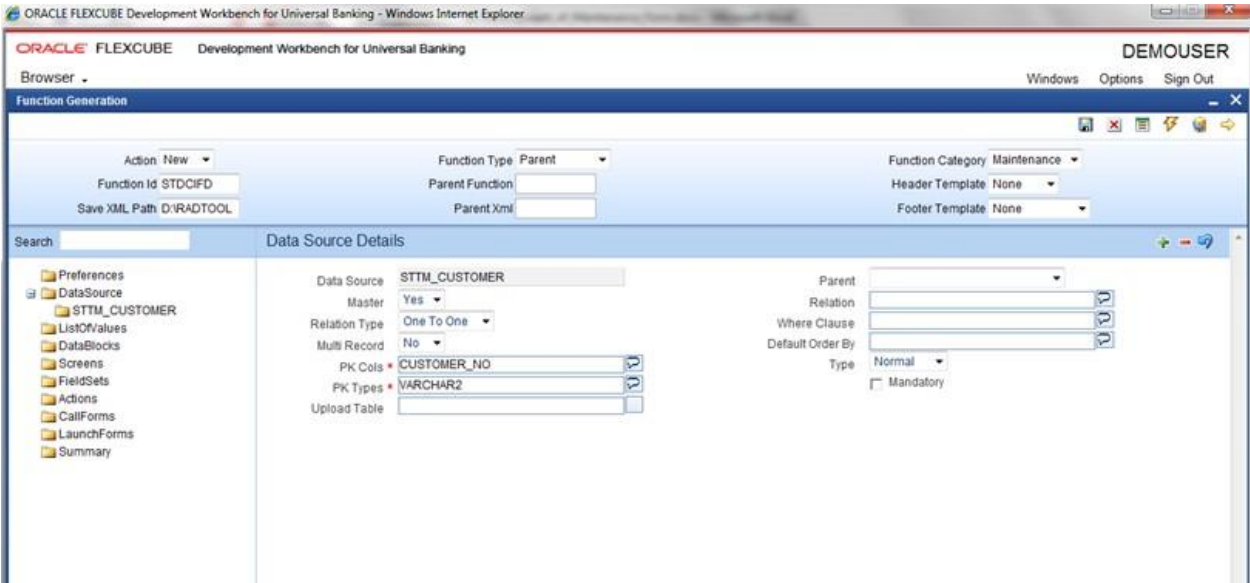 ORACLE FLEXCUBE Development Workbench for Universal Banking - Windows Internet Explorer
ORACLE FLEXCUBE Development Workbench for Universal Banking
DEMOUSER
Browser
Windows Options Sign Out
Function Generation
Action New Function Type Parent Function Category Maintenance
Function Id STDCIFD Parent Function Header Template None
Save XML Path D:\RADTOOL Parent Xml Footer Template None
Search
Data Source Details
Preferences
DataSource
STTM_CUSTOMER
ListOfValues
DataBlocks
Screens
FieldSets
Actions
CallForms
LaunchForms
Summary
Data Source STTM_CUSTOMER Parent
Master Yes Relation
Relation Type One To One Where Clause
Multi Record No Default Order By
PK Cols * CUSTOMER_NO Type Normal
PK Types * VARCHAR2 Mandatory
Upload Table